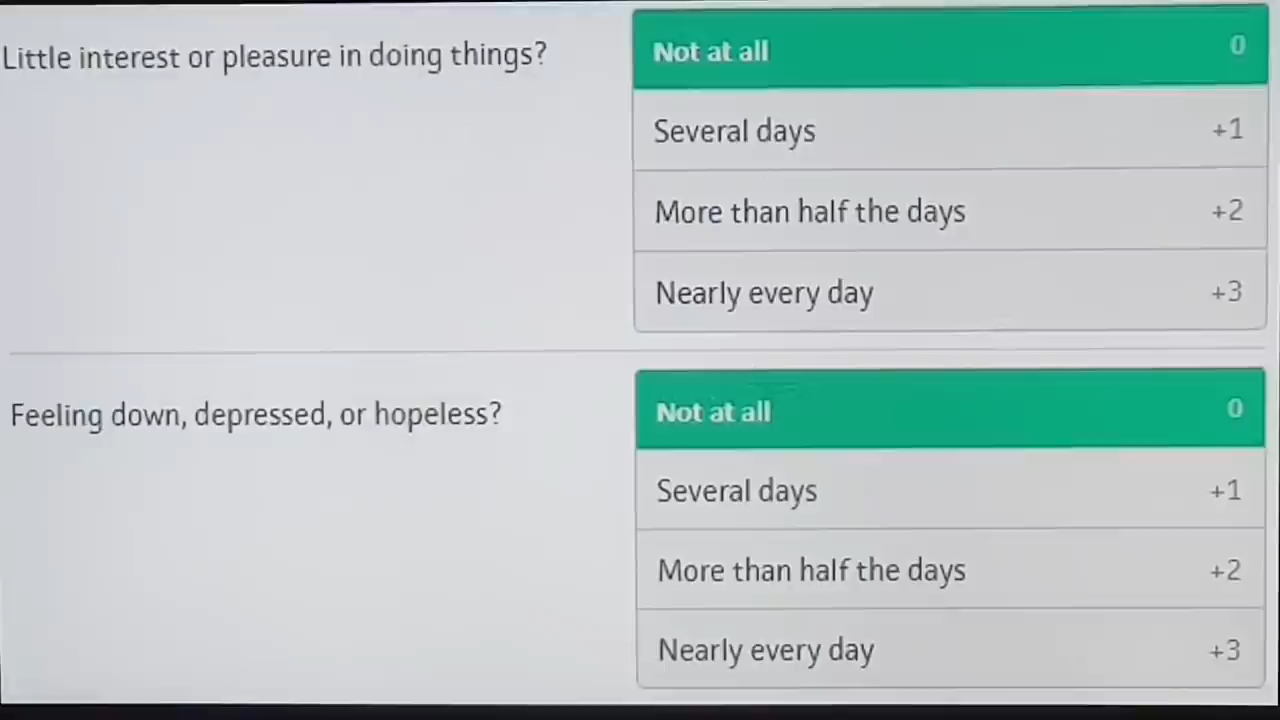 Little interest or pleasure in doing things?
Not at all 0
Several days +1
More than half the days +2
Nearly every day +3
Feeling down, depressed, or hopeless?
Not at all 0
Several days +1
More than half the days +2
Nearly every day +3